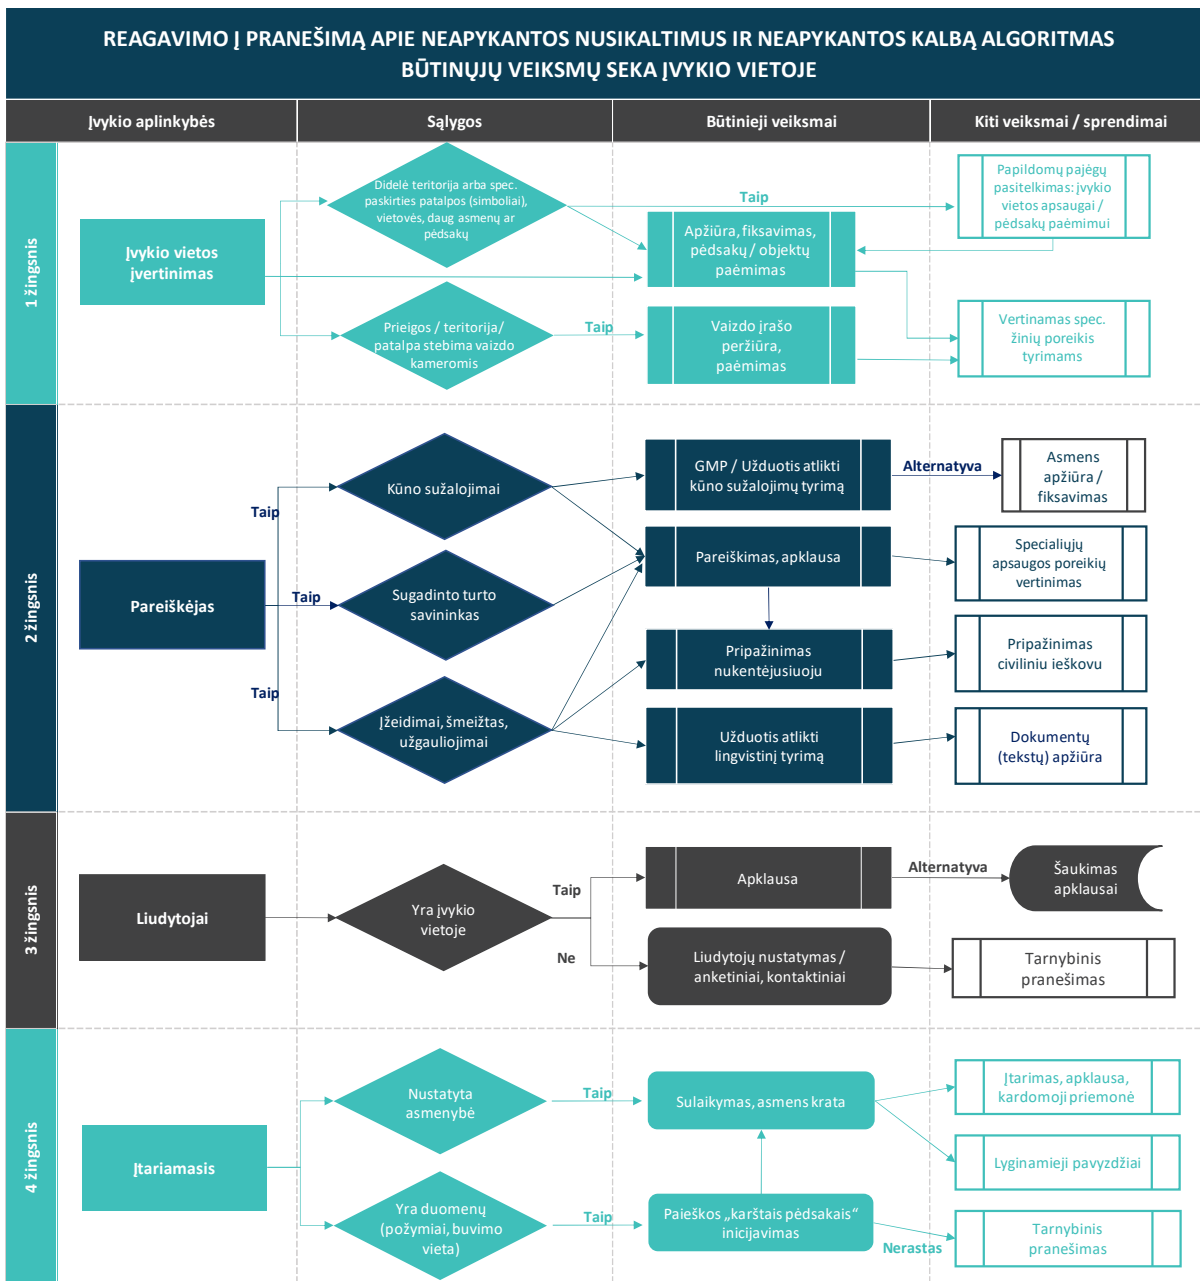 REAGAVIMO Į PRANEŠIMĄ APIE NEAPYKANTOS NUSIKALTIMUS IR NEAPYKANTOS KALBĄ ALGORITMAS
BŪTINŲJŲ VEIKSMŲ SEKA ĮVYKIO VIETOJE
Įvykio aplinkybės
Sąlygos
Būtinieji veiksmai
Kiti veiksmai / sprendimai
1 žingsnis
Įvykio vietos
įvertinimas
Didelė teritorija arba spec.
paskirties patalpos (simboliai),
vietovės, daug asmenų ar
pėdsakų
Taip
Papildomų pajėgų
pasitelkimas: įvykio
vietos apsaugai /
pėdsakų paėmimui
Apžiūra, fiksavimas,
pėdsakų / objektų
paėmimas
Prieigos / teritorija/
patalpa stebima vaizdo
kameromis
Taip
Vaizdo įrašo
peržiūra,
paėmimas
Vertinamas spec.
žinių poreikis
tyrimams
2 žingsnis
Pareiškėjas
Taip
Kūno sužalojimai
GMP / Užduotis atlikti
kūno sužalojimų tyrimą
Alternatyva
Asmens
apžiūra /
fiksavimas
Taip
Sugadinto turto
savininkas
Pareiškimas, apklausa
Specialiųjų
apsaugos poreikių
vertinimas
Pripažinimas
nukentėjusiuoju
Pripažinimas
civiliniu ieškovu
Taip
Įžeidimai, šmeižtas,
užgauliojimai
Užduotis atlikti
lingvistinį tyrimą
Dokumentų
(tekstų) apžiūra
3 žingsnis
Liudytojai
Yra įvykio
vietoje
Taip
Apklausa
Alternatyva
Šaukimas
apklausai
Ne
Liudytojų nustatymas /
anketiniai, kontaktiniai
Tarnybinis
pranešimas
4 žingsnis
Įtariamasis
Nustatyta
asmenybė
Taip
Sulaikymas, asmens krata
Įtarimas, apklausa,
kardomoji priemonė
Lyginamieji pavyzdžiai
Yra duomenų
(požymiai, buvimo
vieta)
Taip
Paieškos „karštais pėdsakais“
inicijavimas
Nerastas
Tarnybinis
pranešimas